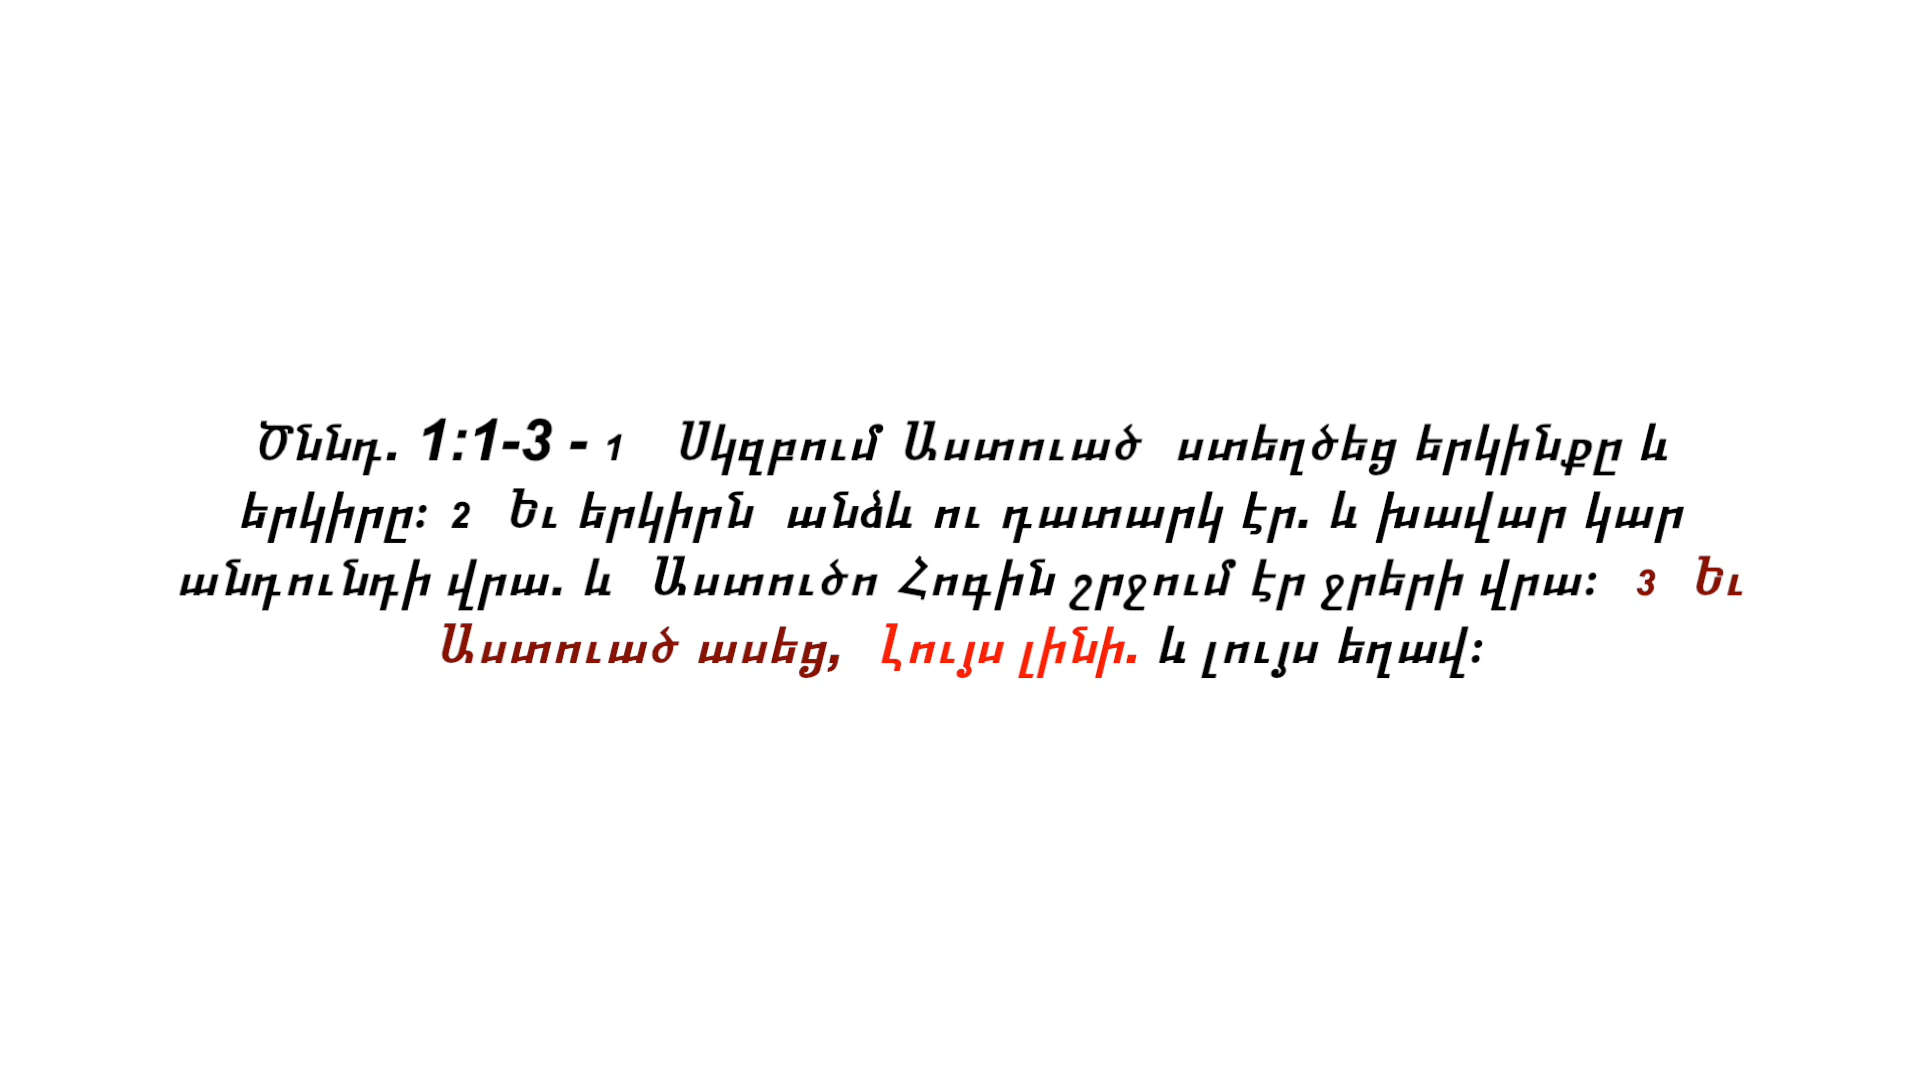 Ծննդ. 1:1-3 - 1 Սկզբում Աստուած ստեղծեց երկինքը և
երկիրը: 2 Եւ երկիրն անձև ու դատարկ էր. և խավար կար
անդունդի վրա. և Աստուծո Հոգին շրջում էր ջրերի վրա: 3 Եւ
Աստուած ասեց, Լույս լինի. և լույս եղավ: